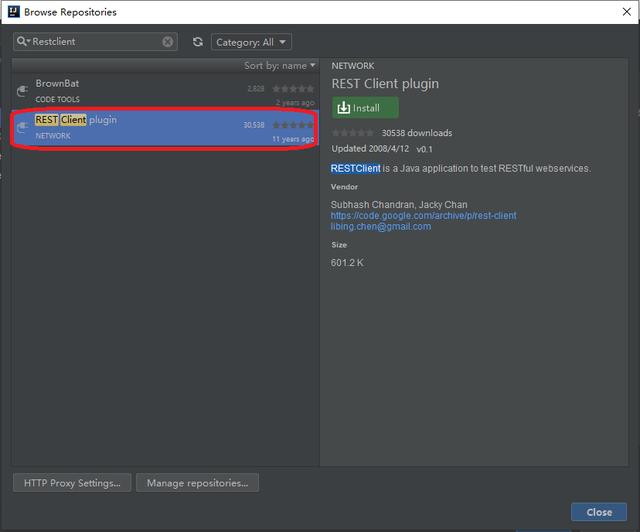 Browse Repositories
Restclient
Category: All
Sort by: name
BrownBat
2,828
CODE TOOLS
2 years ago
REST Client plugin
30,538
NETWORK
11 years ago
NETWORK
REST Client plugin
Install
30538 downloads
Updated 2008/4/12 v0.1
RESTClient is a Java application to test RESTful webservices.
Vendor
Subhash Chandran, Jacky Chan
https://code.google.com/archive/p/rest-client
libing.chen@gmail.com
Size
601.2 K
HTTP Proxy Settings...
Manage repositories...
Close